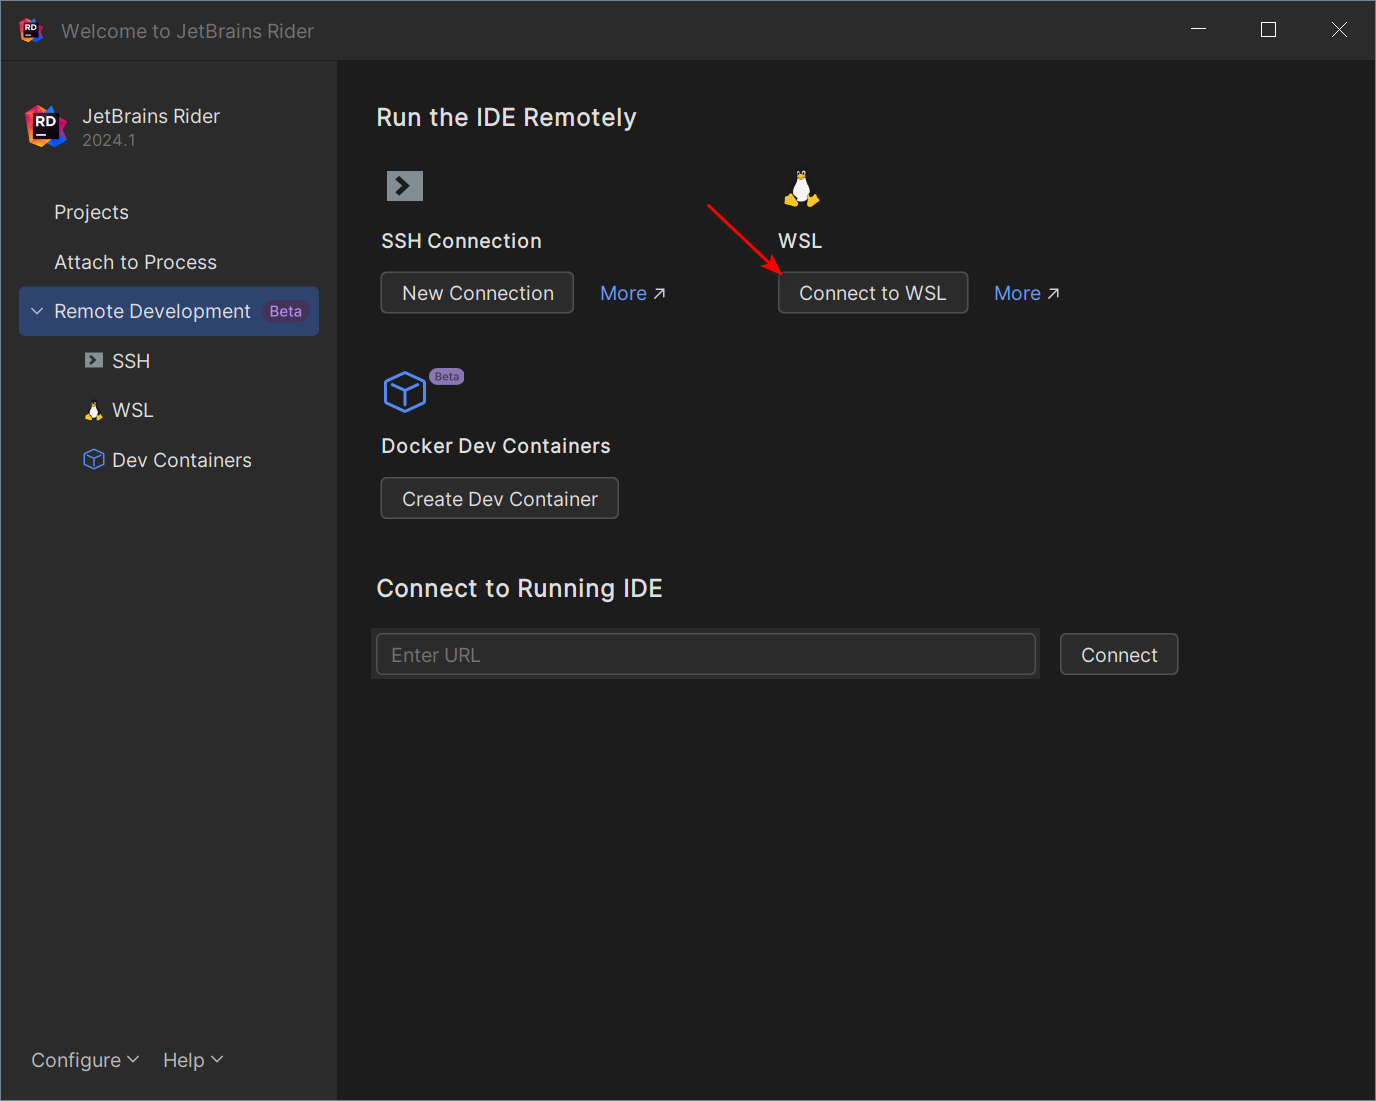 RD
Welcome to JetBrains Rider
RD
JetBrains Rider
2024.1
Projects
Attach to Process
Remote Development Beta
SSH
WSL
Dev Containers
Configure
Help
Run the IDE Remotely
SSH Connection
New Connection
More
WSL
Connect to WSL
More
Beta
Docker Dev Containers
Create Dev Container
Connect to Running IDE
Enter URL
Connect